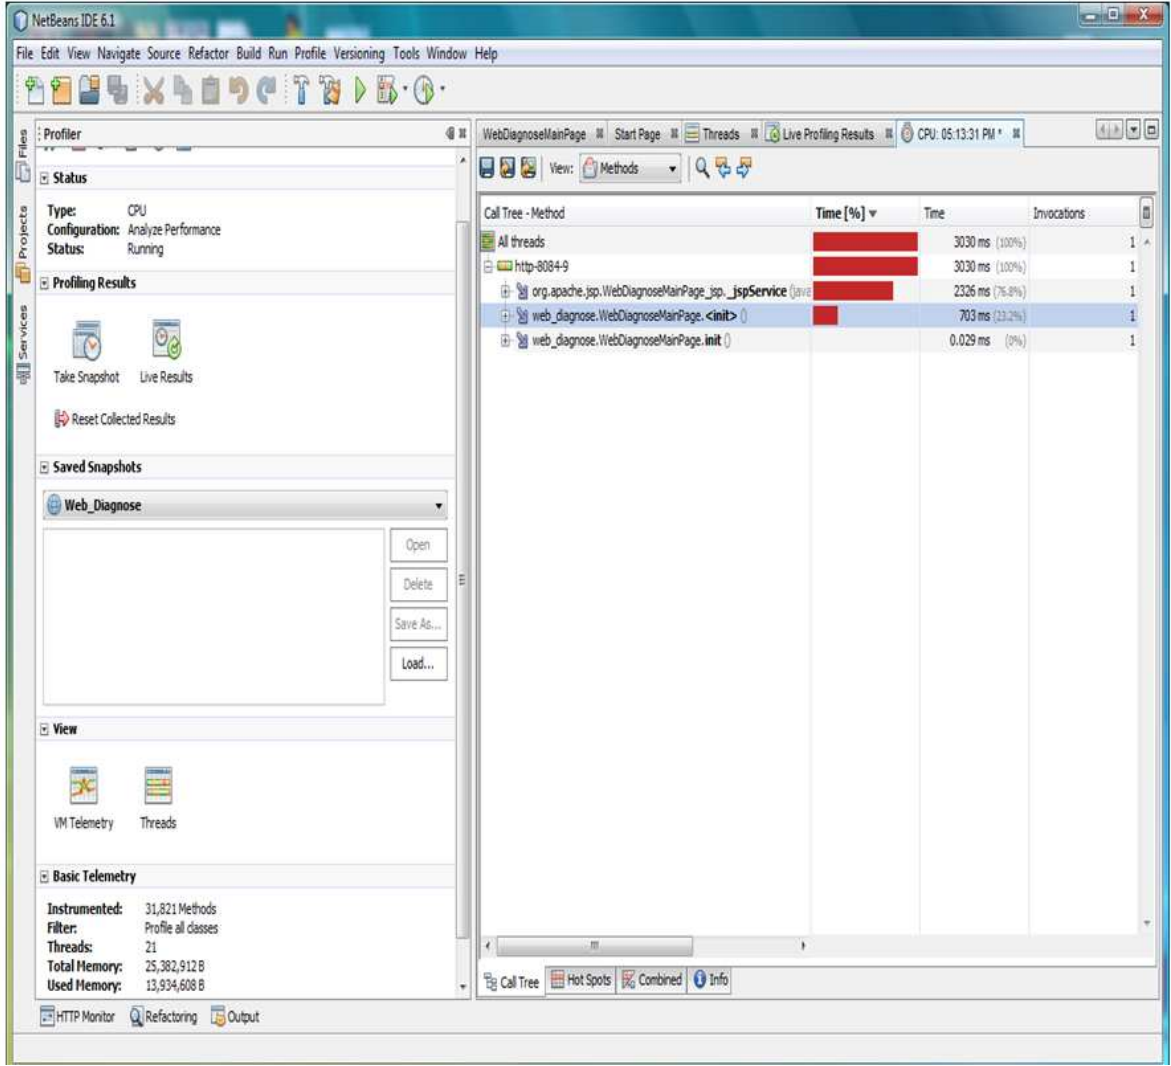 NetBeans IDE 6.1
File Edit View Navigate Source Refactor Build Run Profile Versioning Tools Window Help
Files
Projects
Services
Profiler
Status
Type: CPU
Configuration: Analyze Performance
Status: Running
Profiling Results
Take Snapshot Live Results
Reset Collected Results
Saved Snapshots
Web_Diagnose
Open
Delete
Save As...
Load...
View
VM Telemetry Threads
Basic Telemetry
Instrumented: 31,821 Methods
Filter: Profile all classes
Threads: 21
Total Memory: 25,382,912 B
Used Memory: 13,934,608 B
WebDiagnoseMainPage Start Page Threads Live Profiling Results CPU: 05:13:31 PM *
View: Methods
Call Tree - Method Time [%] Time Invocations
All threads 3030 ms (100%) 1
http-8084-9 3030 ms (100%) 1
org.apache.jsp.WebDiagnoseMainPage_jsp._jspService (java 2326 ms (76.8%) 1
web_diagnose.WebDiagnoseMainPage.<init> () 703 ms (23.2%) 1
web_diagnose.WebDiagnoseMainPage.init () 0.029 ms (0%) 1
Call Tree Hot Spots Combined Info
HTTP Monitor Refactoring Output